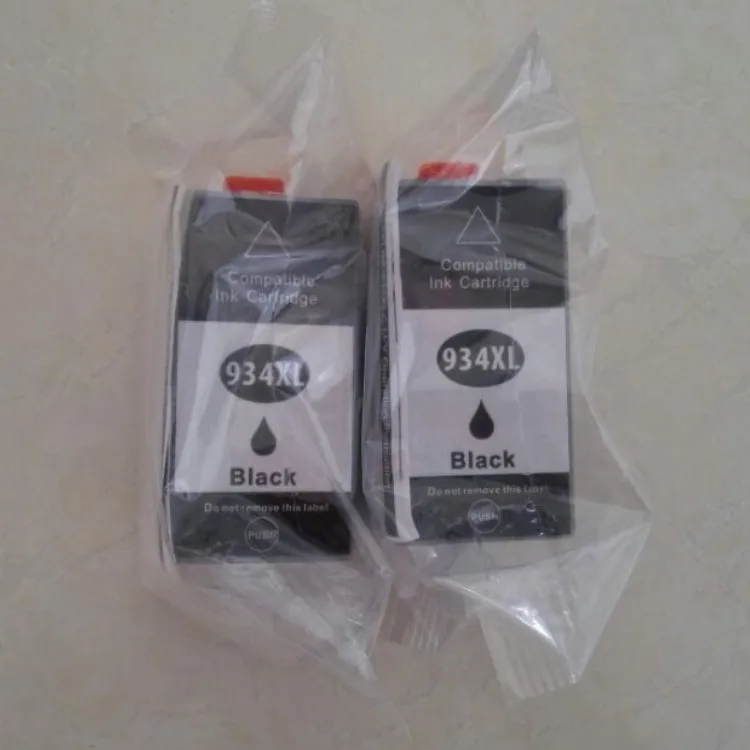 Compatible
Ink Cartridge
934XL
Black
Do not remove this label
PUSH
Compatible
Ink Cartridge
934XL
Black
Do not remove this label
PUSH